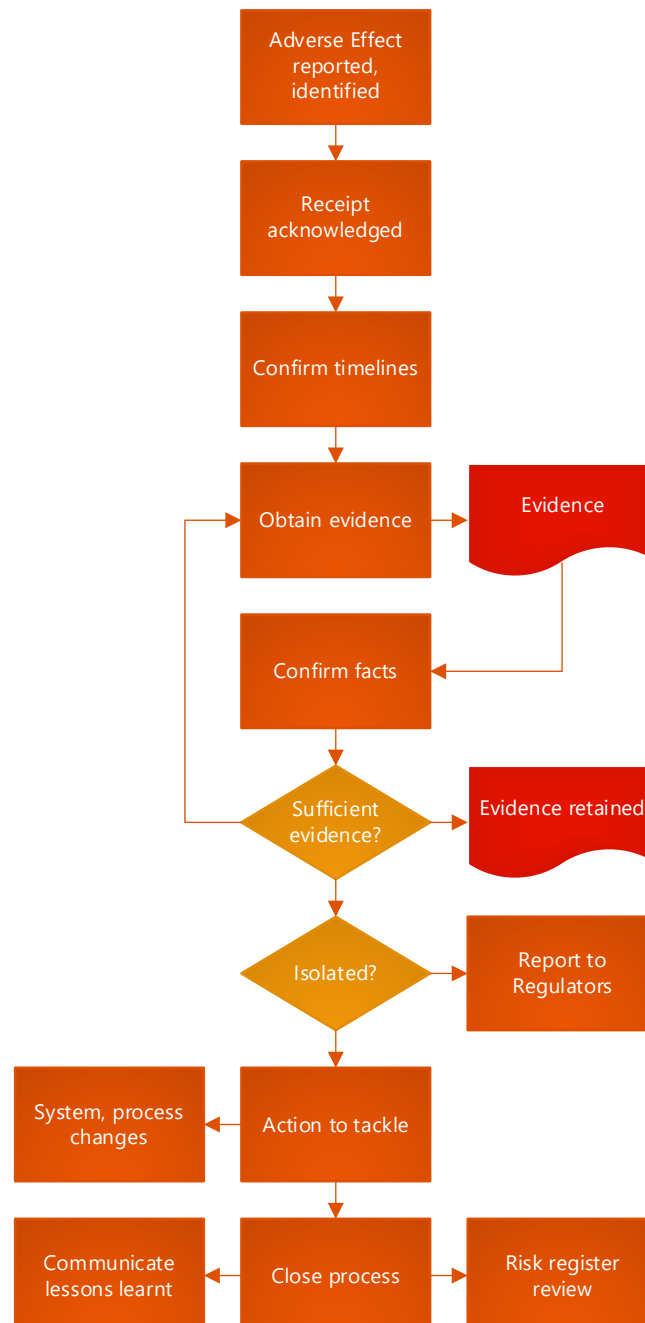 Adverse Effect
reported,
identified
Receipt
acknowledged
Confirm timelines
Obtain evidence
Evidence
Confirm facts
Sufficient
evidence?
Evidence retained
Isolated?
Report to
Regulators
System, process
changes
Action to tackle
Communicate
lessons learnt
Close process
Risk register
review